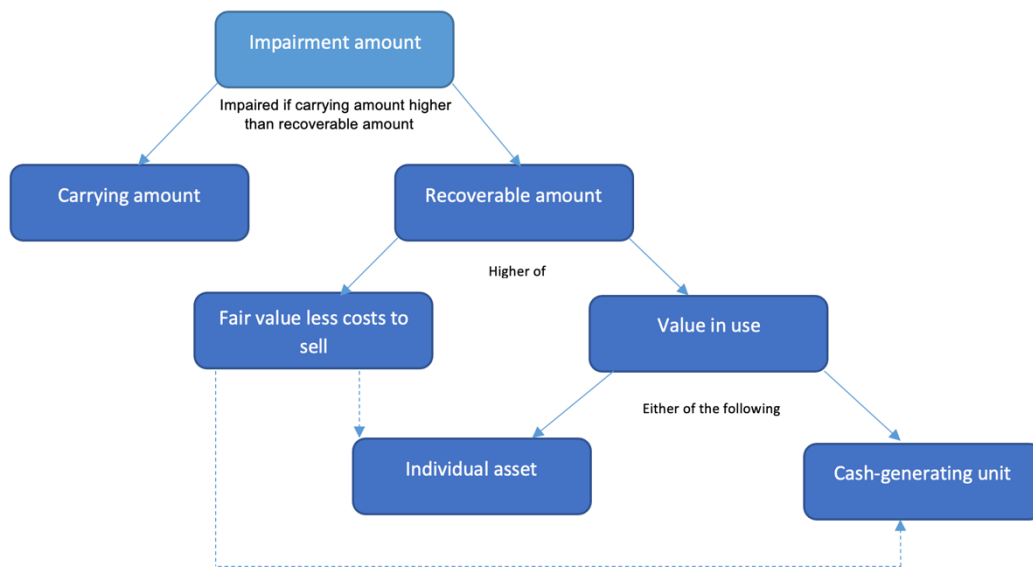 Impairment amount
Impaired if carrying amount higher
than recoverable amount
Carrying amount
Recoverable amount
Higher of
Fair value less costs to
sell
Value in use
Either of the following
Individual asset
Cash-generating unit